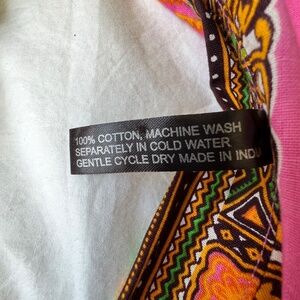 100% COTTON, MACHINE WASH
SEPARATELY IN COLD WATER
GENTLE CYCLE DRY MADE IN INDIA